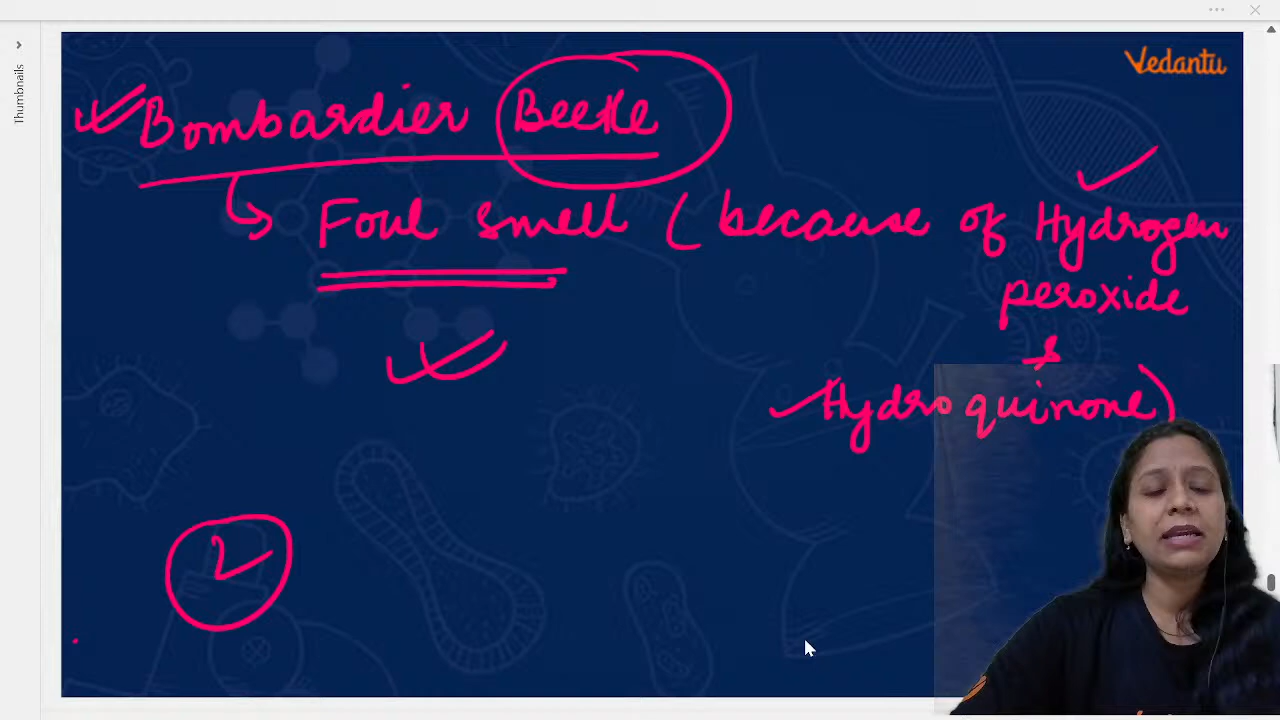 Thumbnails
Vedantu
Bombardier Beetle
Foul smell (because of Hydrogen
peroxide
&
Hydroquinone)
2